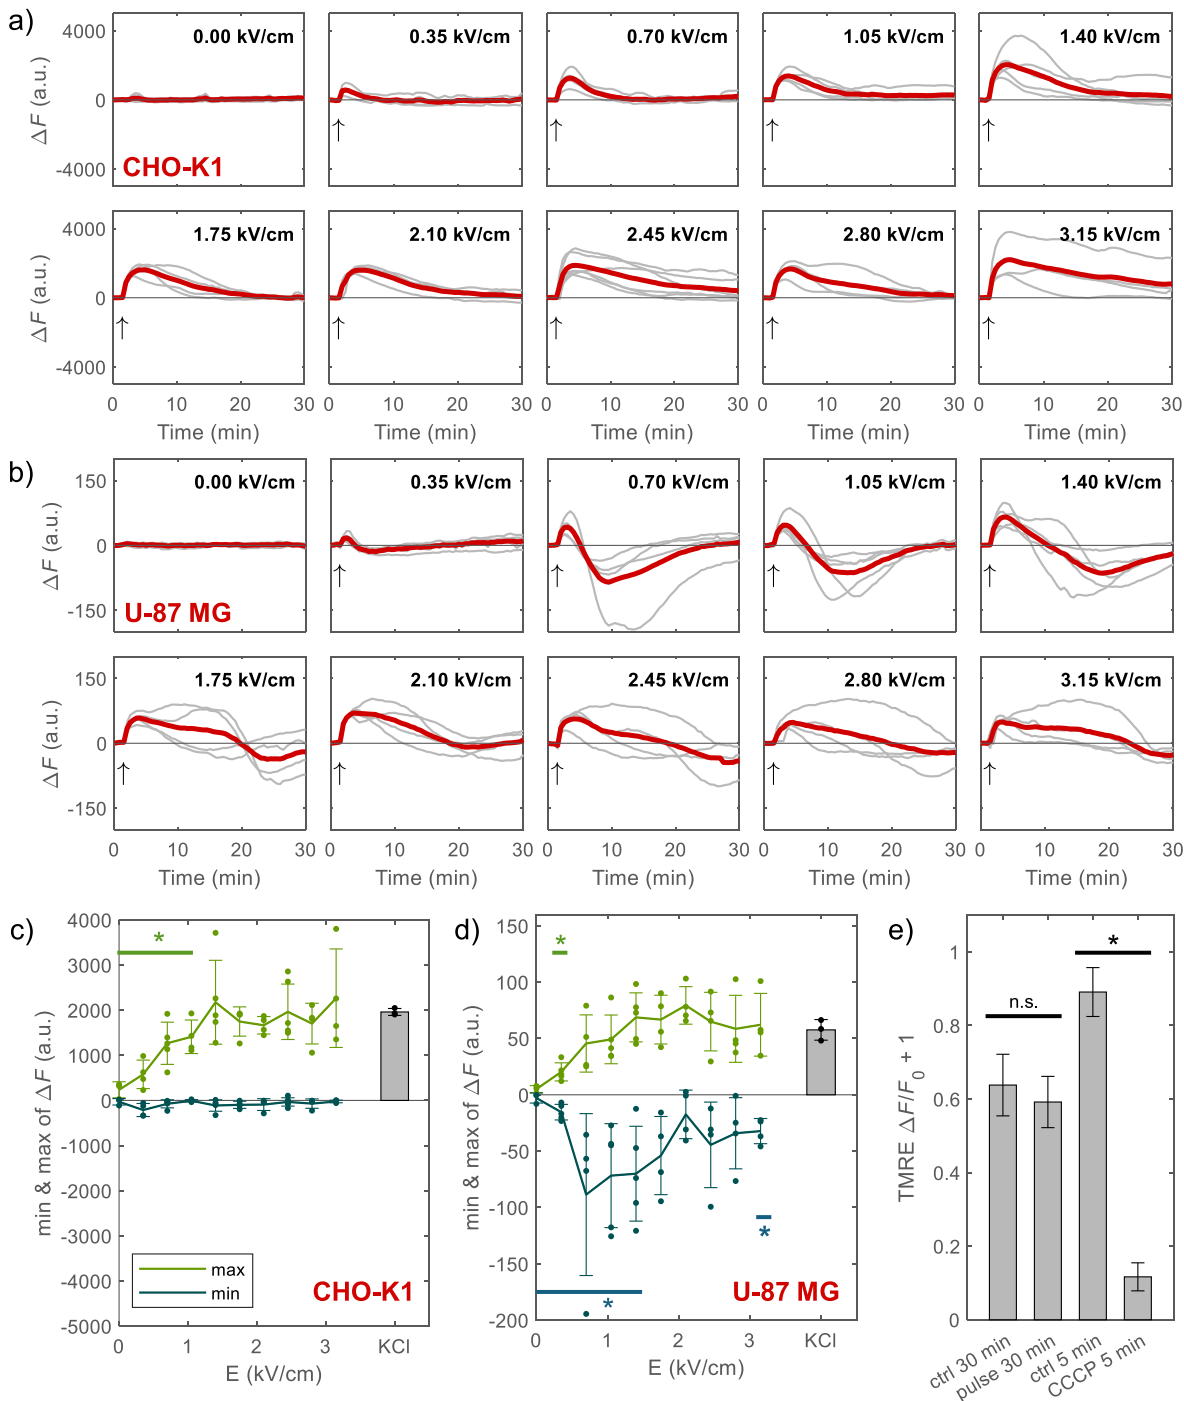 a)
4000
0
-4000
ΔF (a.u.)
0.00 kV/cm
0.35 kV/cm
0.70 kV/cm
1.05 kV/cm
1.40 kV/cm
↑ ↑ ↑ ↑
CHO-K1
4000
0
-4000
ΔF (a.u.)
1.75 kV/cm
2.10 kV/cm
2.45 kV/cm
2.80 kV/cm
3.15 kV/cm
↑ ↑ ↑ ↑ ↑
0 10 20 30
0 10 20 30
0 10 20 30
0 10 20 30
0 10 20 30
Time (min)
Time (min)
Time (min)
Time (min)
Time (min)
b)
150
0
-150
ΔF (a.u.)
0.00 kV/cm
0.35 kV/cm
0.70 kV/cm
1.05 kV/cm
1.40 kV/cm
↑ ↑ ↑ ↑
U-87 MG
150
0
-150
ΔF (a.u.)
1.75 kV/cm
2.10 kV/cm
2.45 kV/cm
2.80 kV/cm
3.15 kV/cm
↑ ↑ ↑ ↑ ↑
0 10 20 30
0 10 20 30
0 10 20 30
0 10 20 30
0 10 20 30
Time (min)
Time (min)
Time (min)
Time (min)
Time (min)
c)
4000
3000
2000
1000
0
-1000
-2000
-3000
-4000
-5000
min & max of ΔF (a.u.)
*
max
min
CHO-K1
0 1 2 3 KCl
E (kV/cm)
d)
150
100
50
0
-50
-100
-150
-200
min & max of ΔF (a.u.)
*
*
*
U-87 MG
0 1 2 3 KCl
E (kV/cm)
e)
1
0.8
0.6
0.4
0.2
0
TMRE ΔF/F0 + 1
n.s.
*
ctrl 30 min
pulse 30 min
ctrl 5 min
CCCP 5 min